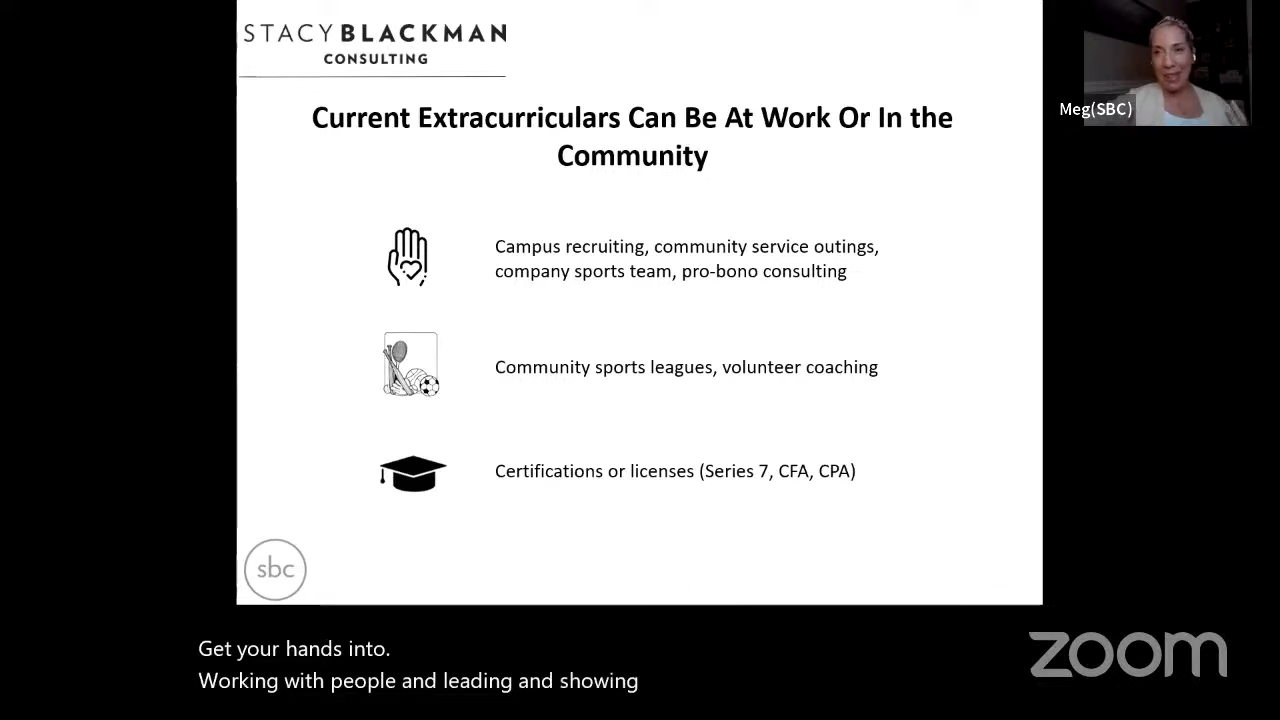 STACYBLACKMAN
CONSULTING
Meg(SBC)
Current Extracurriculars Can Be At Work Or In the
Community
Campus recruiting, community service outings,
company sports team, pro-bono consulting
Community sports leagues, volunteer coaching
Certifications or licenses (Series 7, CFA, CPA)
sbc
Get your hands into.
Working with people and leading and showing
zoom